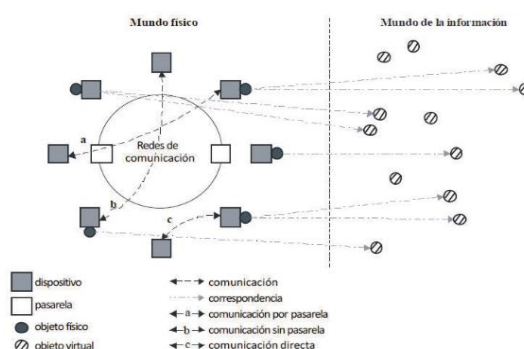 Mundo físico
Mundo de la información
a
Redes de
comunicación
b
c
dispositivo
pasarela
objeto físico
objeto virtual
comunicación
correspondencia
a comunicación por pasarela
b comunicación sin pasarela
c comunicación directa